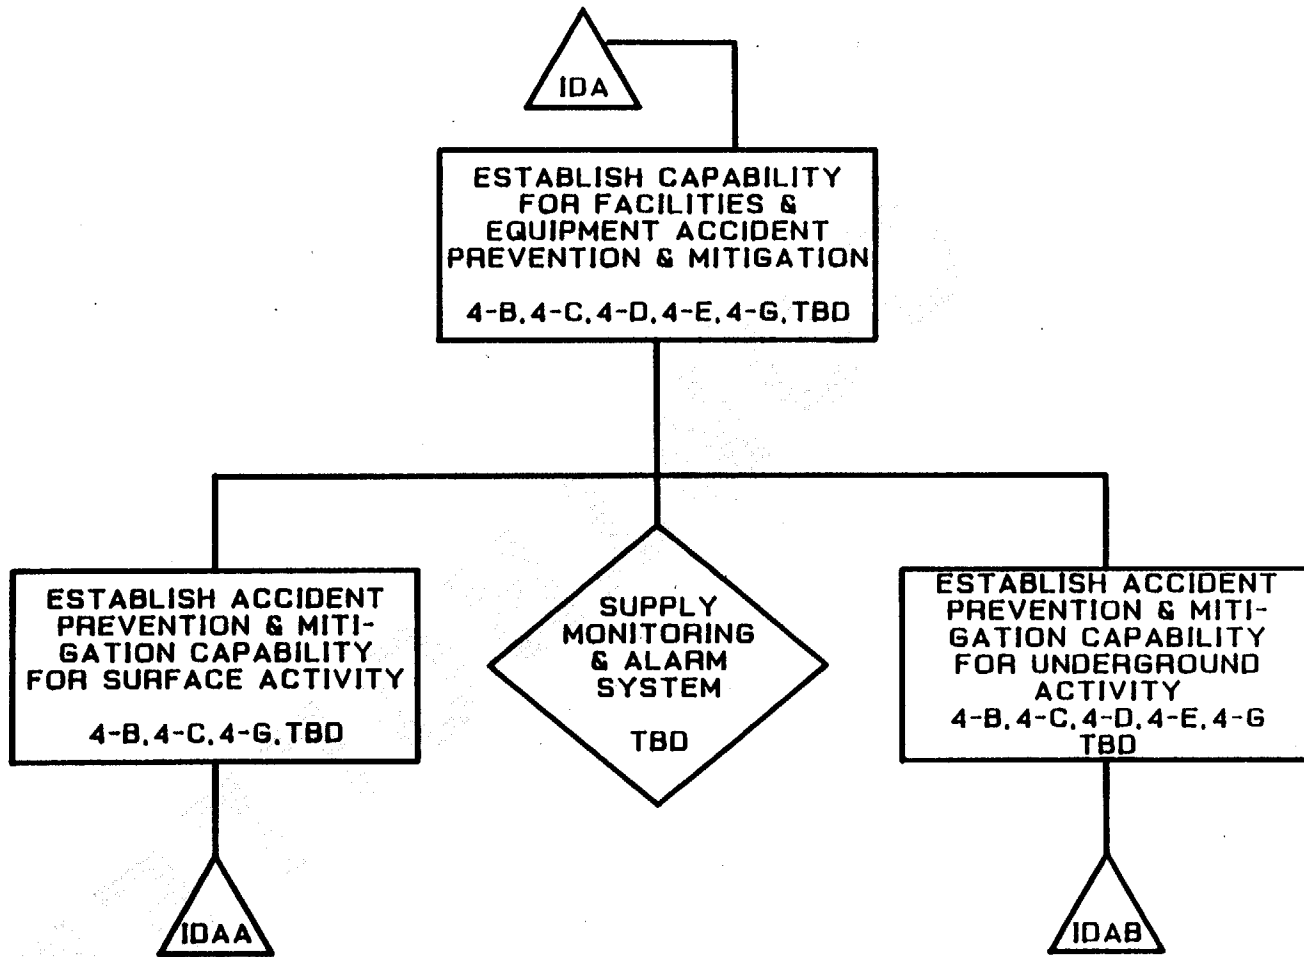 IDA
ESTABLISH CAPABILITY
FOR FACILITIES &
EQUIPMENT ACCIDENT
PREVENTION & MITIGATION
4-B,4-C,4-D,4-E,4-G,TBD
ESTABLISH ACCIDENT
PREVENTION & MITI-
GATION CAPABILITY
FOR SURFACE ACTIVITY
4-B,4-C,4-G,TBD
SUPPLY
MONITORING
& ALARM
SYSTEM
TBD
ESTABLISH ACCIDENT
PREVENTION & MITI-
GATION CAPABILITY
FOR UNDERGROUND
ACTIVITY
4-B,4-C,4-D,4-E,4-G
TBD
IDAA
IDAB